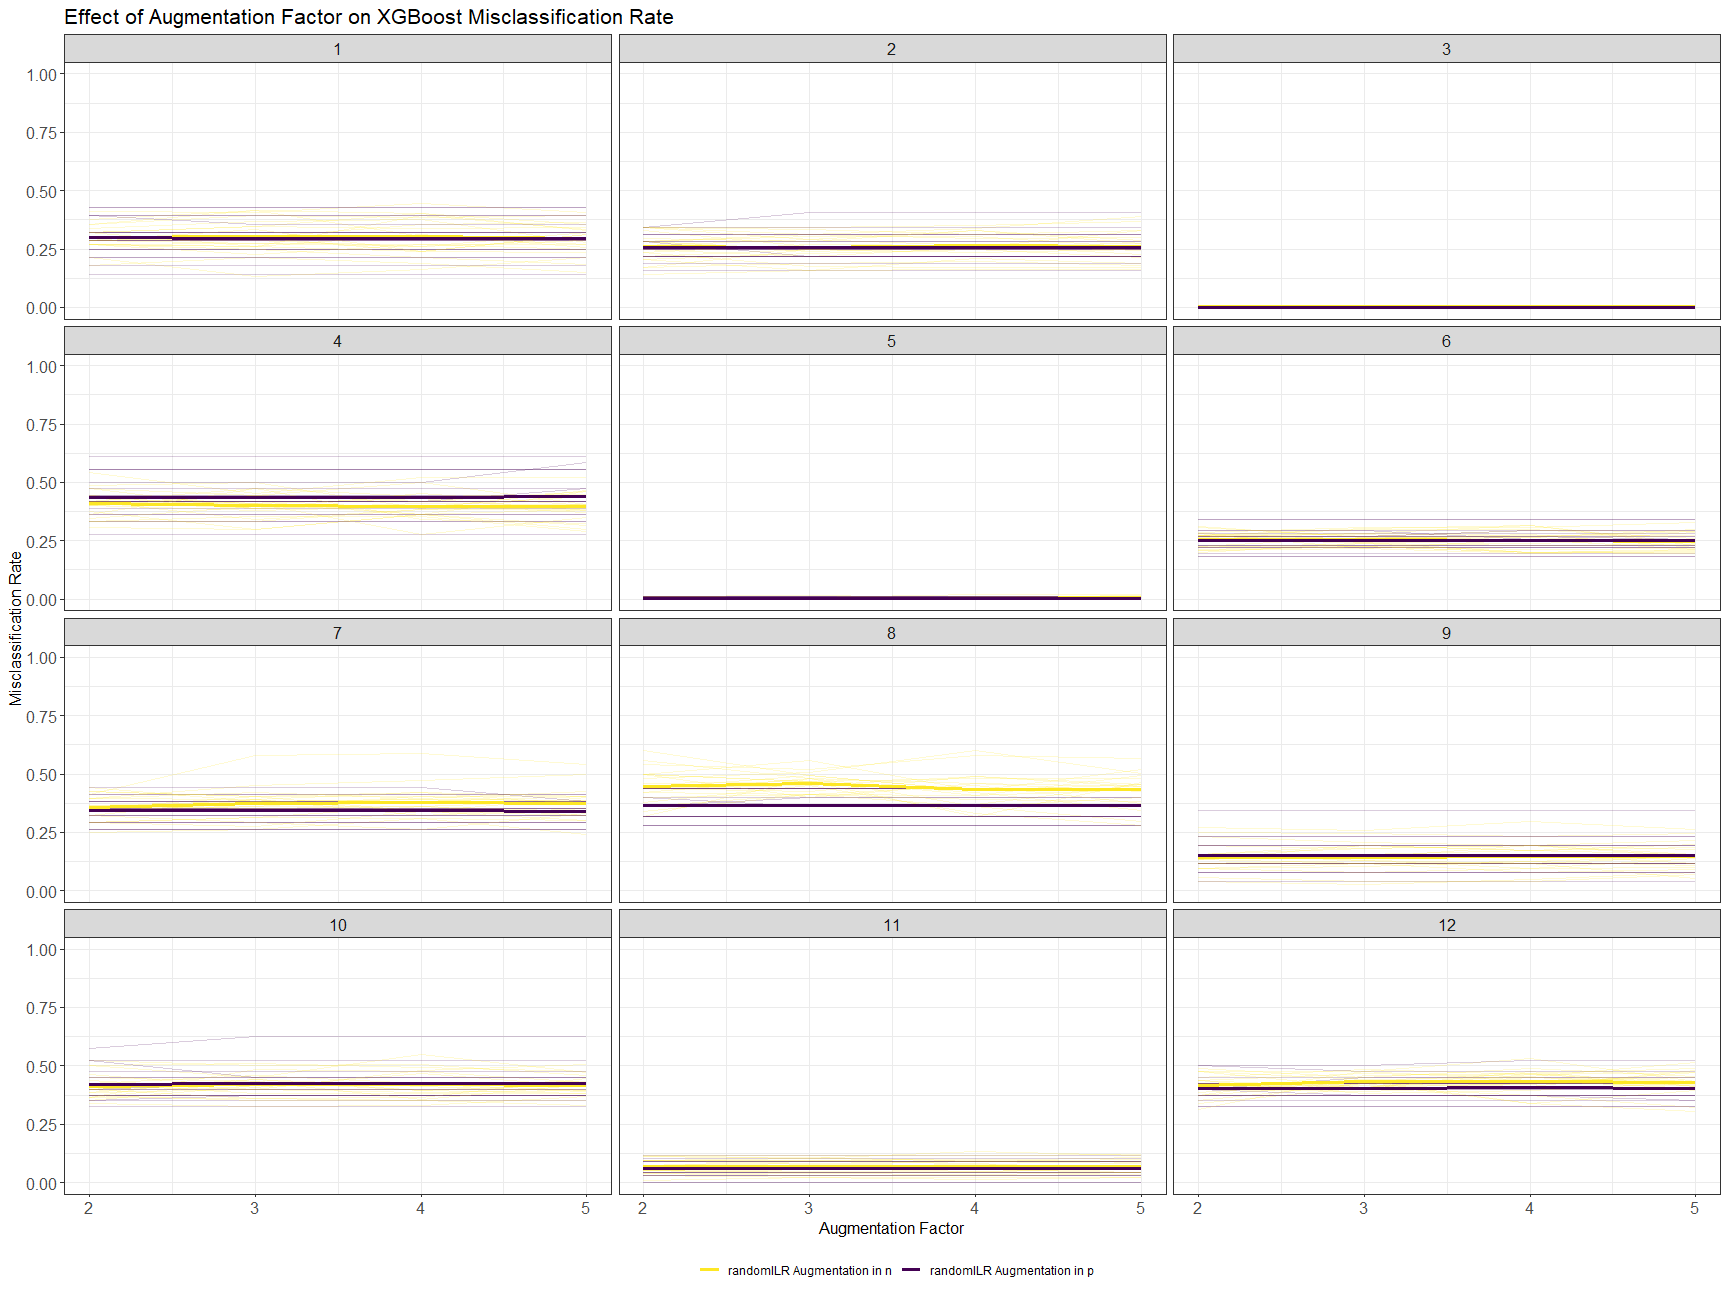 Effect of Augmentation Factor on XGBoost Misclassification Rate
1 2 3
1.00
0.75
0.50
0.25
0.00
4 5 6
1.00
0.75
0.50
0.25
0.00
7 8 9
1.00
0.75
0.50
0.25
0.00
10 11 12
1.00
0.75
0.50
0.25
0.00
Misclassification Rate
2 3 4 5 2 3 4 5 2 3 4 5
Augmentation Factor
randomILR Augmentation in n randomILR Augmentation in p